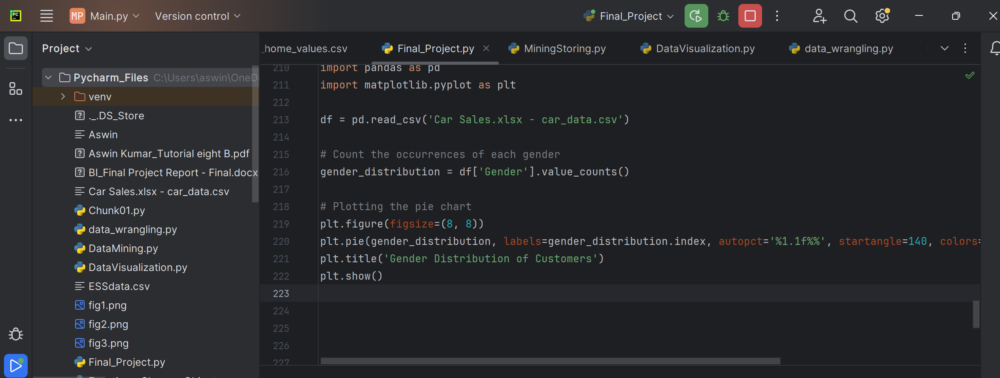 PC
MP Main.py Version control Final_Project
Project
_home_values.csv Final_Project.py MiningStoring.py DataVisualization.py data_wrangling.py
Pycharm_Files C:\Users\aswin\OneD
venv
._.DS_Store
Aswin
Aswin Kumar_Tutorial eight B.pdf
BI_Final Project Report - Final.docx
Car Sales.xlsx - car_data.csv
Chunk01.py
data_wrangling.py
DataMining.py
DataVisualization.py
ESSdata.csv
fig1.png
fig2.png
fig3.png
Final_Project.py
210 import pandas as pd
211 import matplotlib.pyplot as plt
212
213 df = pd.read_csv('Car Sales.xlsx - car_data.csv')
214
215 # Count the occurrences of each gender
216 gender_distribution = df['Gender'].value_counts()
217
218 # Plotting the pie chart
219 plt.figure(figsize=(8, 8))
220 plt.pie(gender_distribution, labels=gender_distribution.index, autopct='%1.1f%%', startangle=140, colors=
221 plt.title('Gender Distribution of Customers')
222 plt.show()
223
224
225
226
227